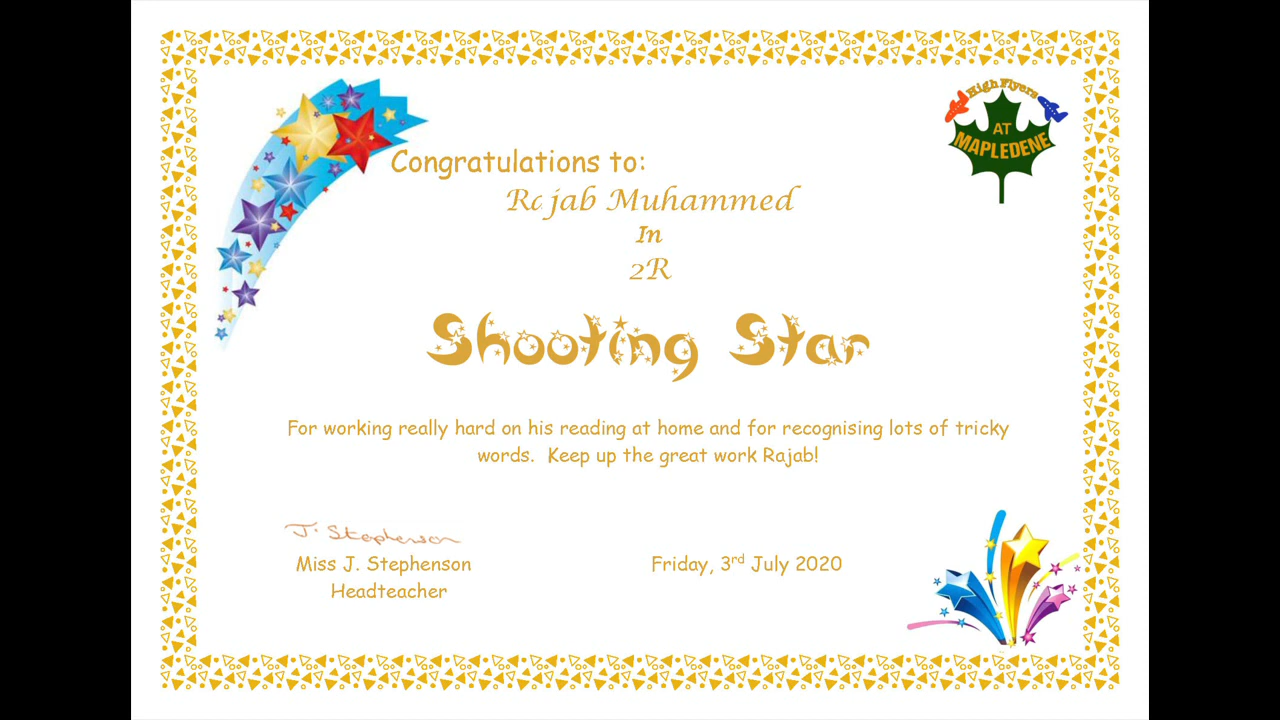 High Flyers
AT
MAPLEDENE
Congratulations to:
Rajab Muhammed
In
2R
Shooting Star
For working really hard on his reading at home and for recognising lots of tricky
words. Keep up the great work Rajab!
J. Stephenson
Miss J. Stephenson
Headteacher
Friday, 3rd July 2020